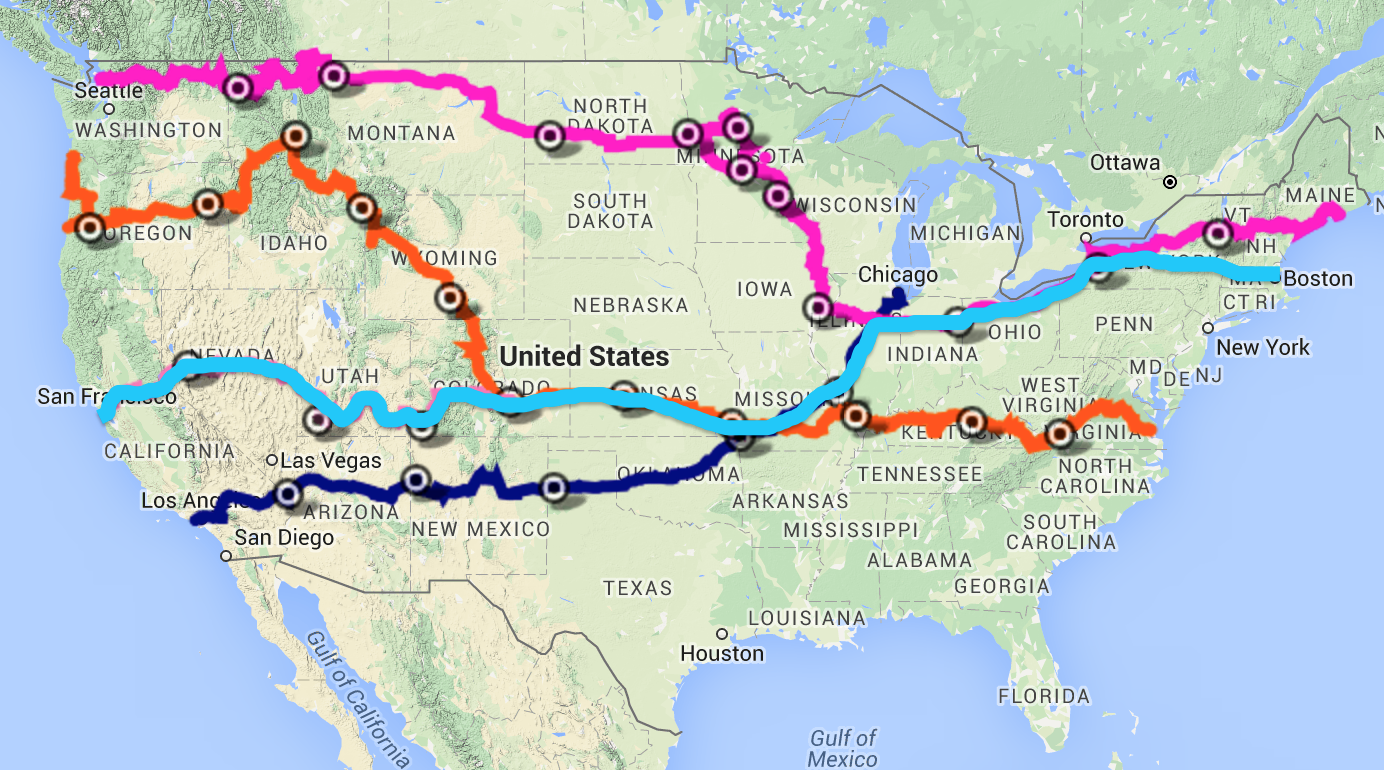 Seattle
WASHINGTON
MONTANA
NORTH
DAKOTA
MINNESOTA
Ottawa
MAINE
OREGON
IDAHO
SOUTH
DAKOTA
WISCONSIN
MICHIGAN
Toronto
VT
NH
WYOMING
Chicago
MA
Boston
CT RI
IOWA
NEBRASKA
ILLINOIS
OHIO
PENN
INDIANA
New York
NEVADA
UTAH
United States
COLORADO
KANSAS
MISSOURI
WEST
VIRGINIA
MD
DE
NJ
San Francisco
CALIFORNIA
Las Vegas
KENTUCKY
VIRGINIA
OKLAHOMA
TENNESSEE
NORTH
CAROLINA
Los Angeles
ARIZONA
NEW MEXICO
ARKANSAS
MISSISSIPPI
SOUTH
CAROLINA
San Diego
ALABAMA
GEORGIA
TEXAS
LOUISIANA
Houston
FLORIDA
Gulf of California
Gulf of
Mexico